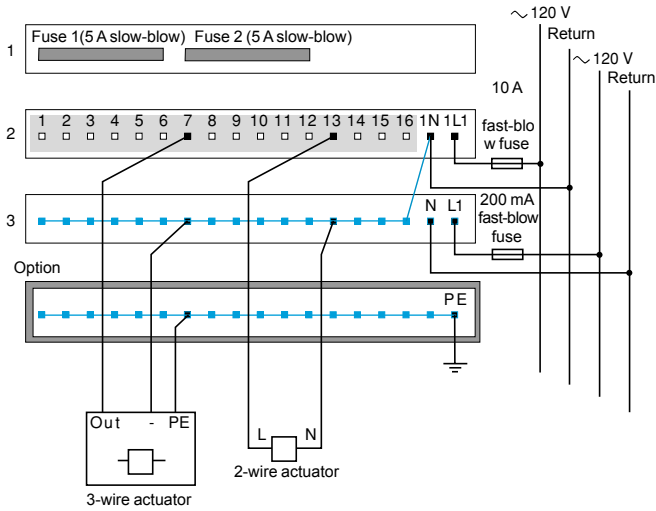 ∼ 120 V
Return
∼ 120 V
Return
1
Fuse 1(5 A slow-blow) Fuse 2 (5 A slow-blow)
10 A
fast-blo
w fuse
2
1 2 3 4 5 6 7 8 9 10 11 12 13 14 15 16 1N 1L1
200 mA
fast-blow
fuse
3
N L1
Option
PE
Out - PE
L N
2-wire actuator
3-wire actuator